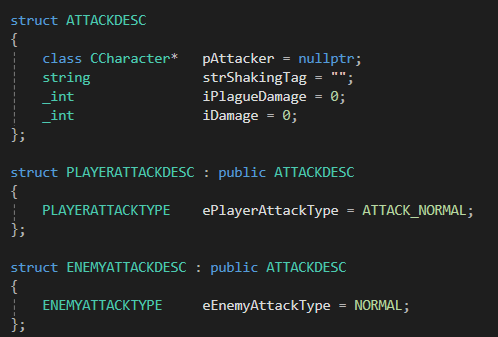 struct ATTACKDESC
{
    class CCharacter*   pAttacker = nullptr;
    string              strShakingTag = "";
    _int                iPlagueDamage = 0;
    _int                iDamage = 0;
};

struct PLAYERATTACKDESC : public ATTACKDESC
{
    PLAYERATTACKTYPE    ePlayerAttackType = ATTACK_NORMAL;
};

struct ENEMYATTACKDESC : public ATTACKDESC
{
    ENEMYATTACKTYPE     eEnemyAttackType = NORMAL;
};